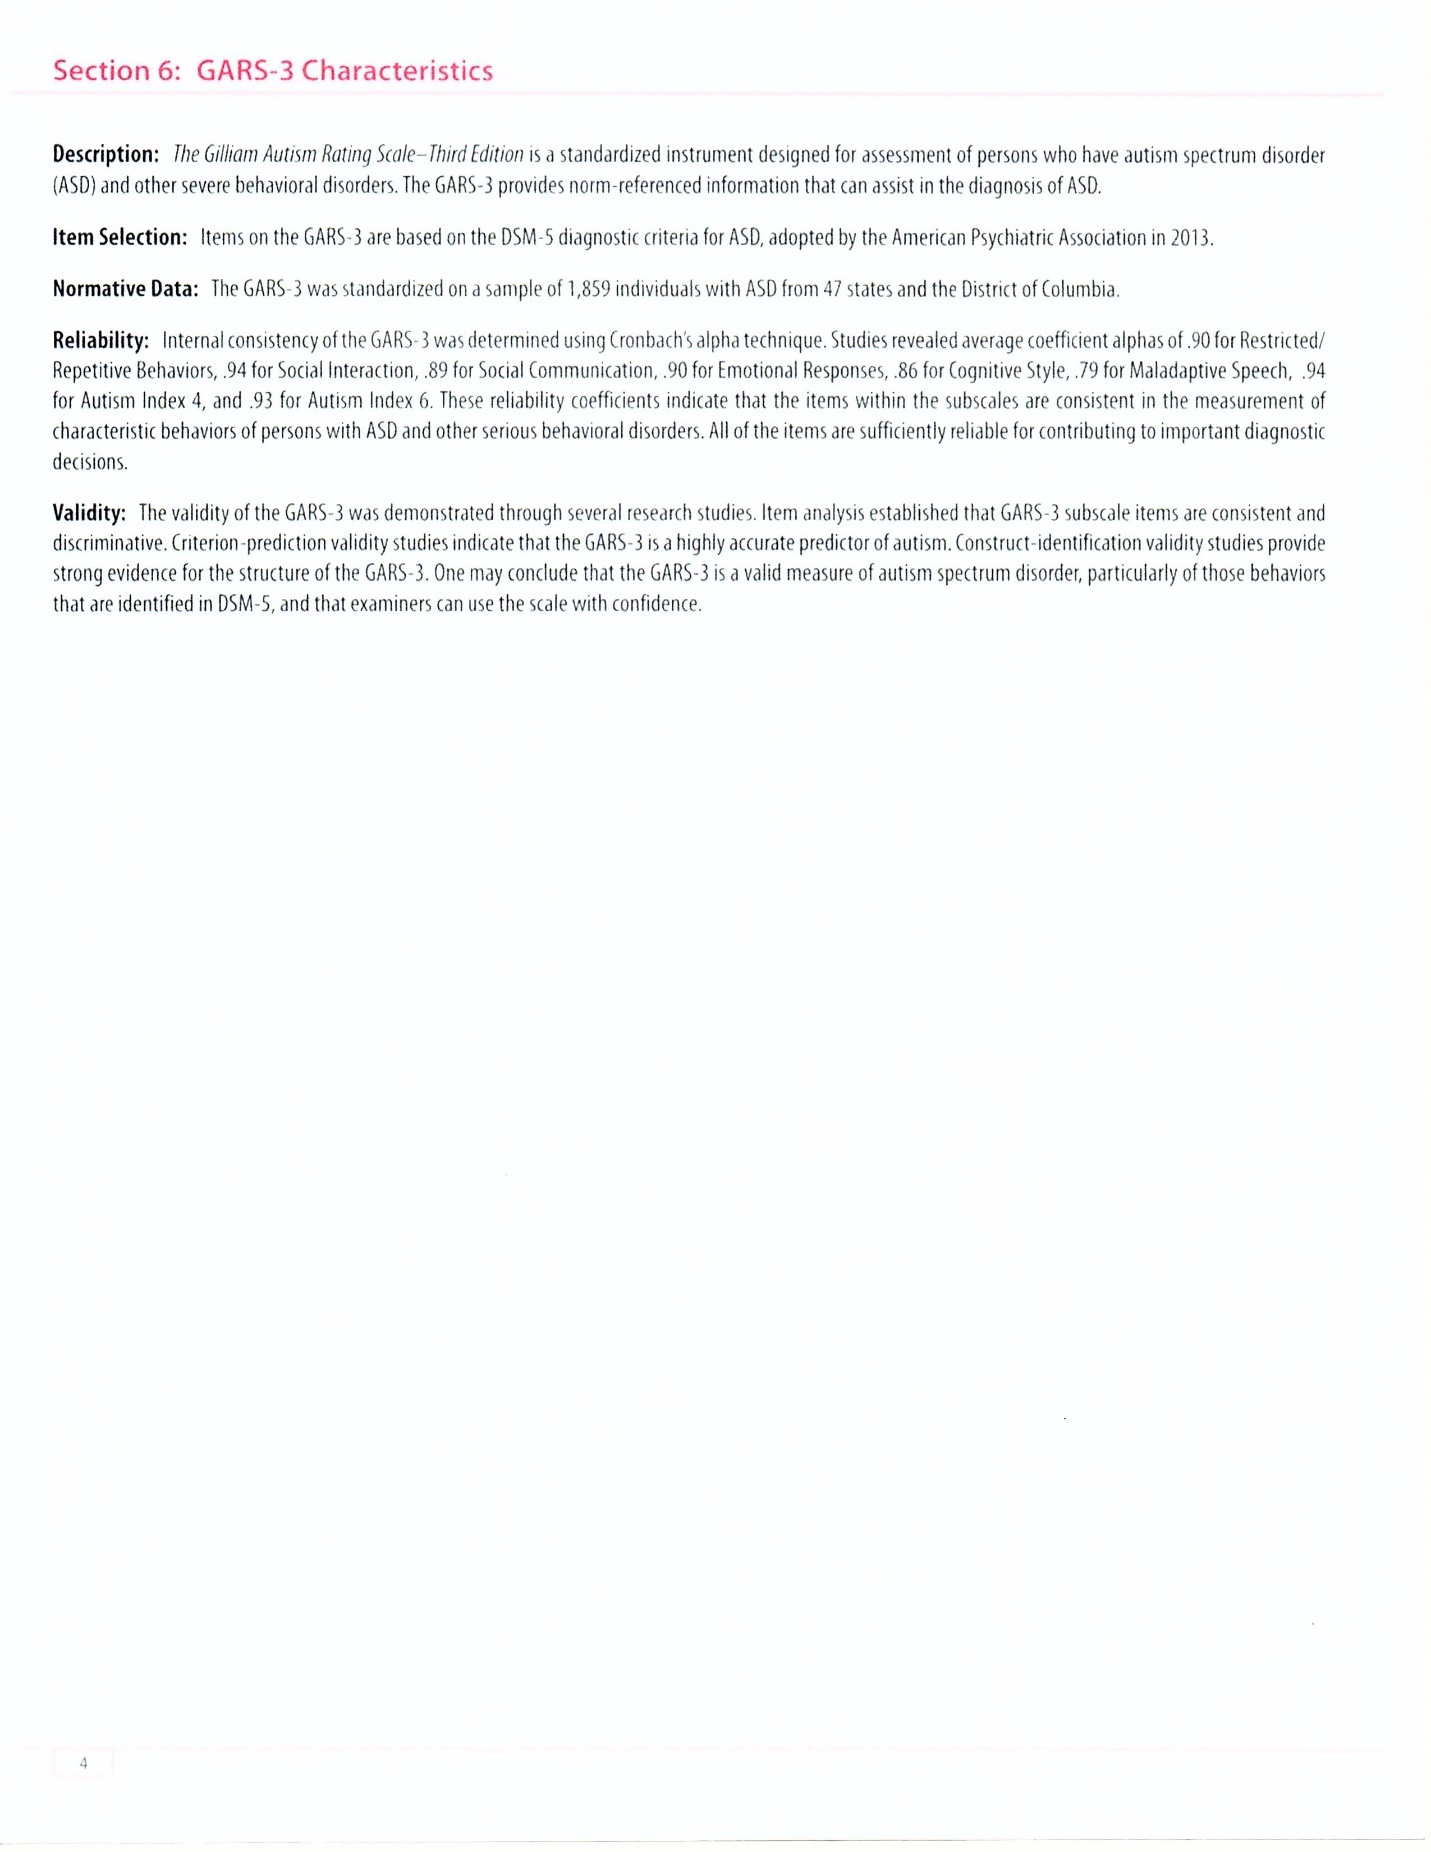 Section 6: GARS-3 Characteristics
Description: The Gilliam Autism Rating Scale–Third Edition is a standardized instrument designed for assessment of persons who have autism spectrum disorder
(ASD) and other severe behavioral disorders. The GARS-3 provides norm-referenced information that can assist in the diagnosis of ASD.
Item Selection: Items on the GARS-3 are based on the DSM-5 diagnostic criteria for ASD, adopted by the American Psychiatric Association in 2013.
Normative Data: The GARS-3 was standardized on a sample of 1,859 individuals with ASD from 47 states and the District of Columbia.
Reliability: Internal consistency of the GARS-3 was determined using Cronbach's alpha technique. Studies revealed average coefficient alphas of .90 for Restricted/
Repetitive Behaviors, .94 for Social Interaction, .89 for Social Communication, .90 for Emotional Responses, .86 for Cognitive Style, .79 for Maladaptive Speech, .94
for Autism Index 4, and .93 for Autism Index 6. These reliability coefficients indicate that the items within the subscales are consistent in the measurement of
characteristic behaviors of persons with ASD and other serious behavioral disorders. All of the items are sufficiently reliable for contributing to important diagnostic
decisions.
Validity: The validity of the GARS-3 was demonstrated through several research studies. Item analysis established that GARS-3 subscale items are consistent and
discriminative. Criterion-prediction validity studies indicate that the GARS-3 is a highly accurate predictor of autism. Construct-identification validity studies provide
strong evidence for the structure of the GARS-3. One may conclude that the GARS-3 is a valid measure of autism spectrum disorder, particularly of those behaviors
that are identified in DSM-5, and that examiners can use the scale with confidence.
4